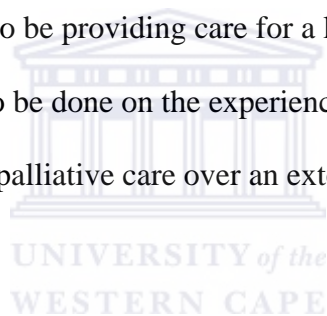 o be providing care for a
o be done on the experienc
palliative care over an ext
UNIVERSITY of the
WESTERN CAPE